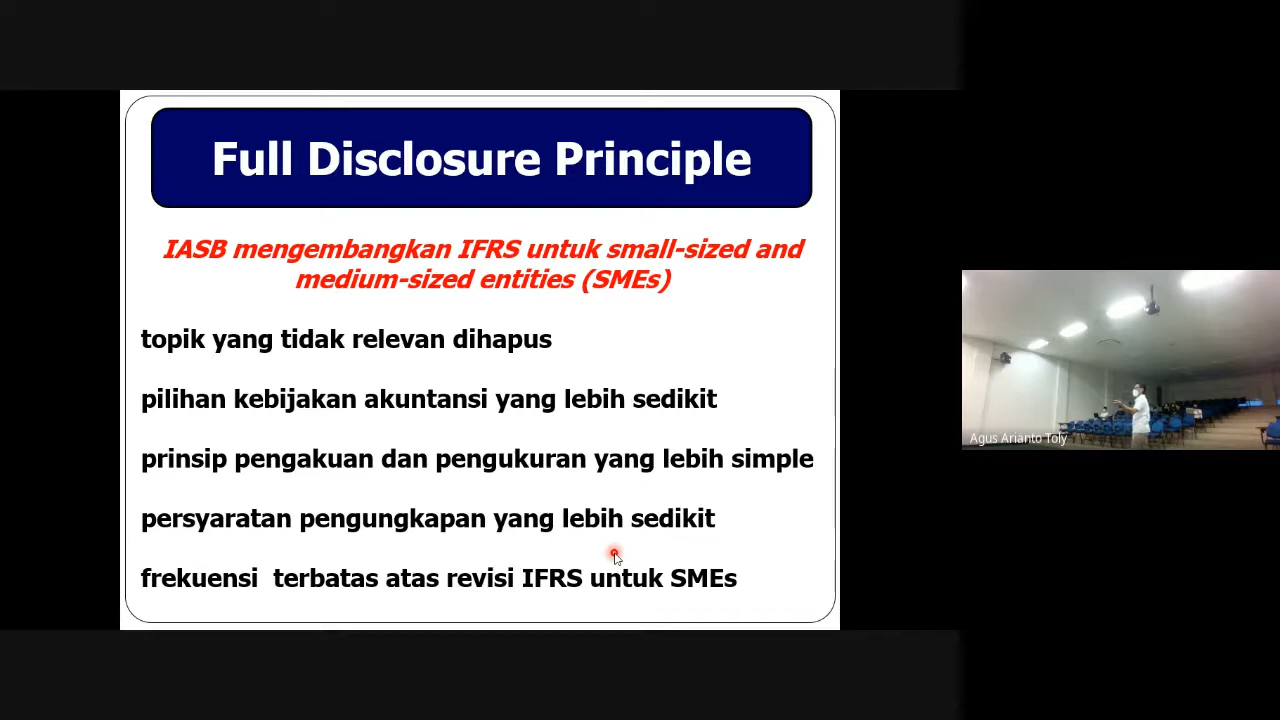 Full Disclosure Principle
IASB mengembangkan IFRS untuk small-sized and
medium-sized entities (SMEs)
topik yang tidak relevan dihapus
pilihan kebijakan akuntansi yang lebih sedikit
prinsip pengakuan dan pengukuran yang lebih simple
persyaratan pengungkapan yang lebih sedikit
frekuensi  terbatas atas revisi IFRS untuk SMEs
Agus Arianto Toly